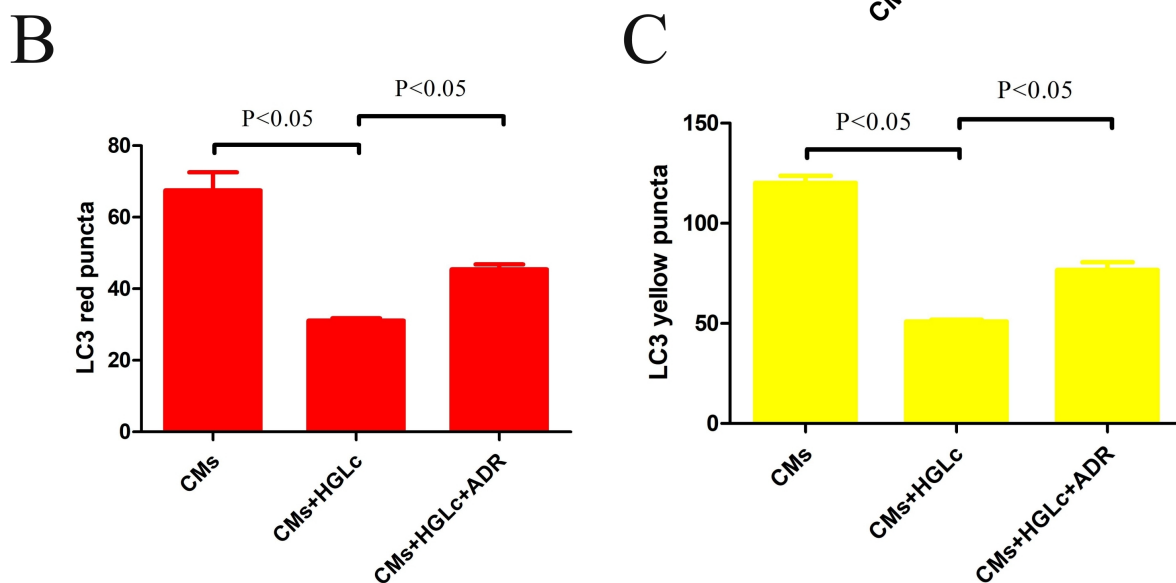 CM
B
C
P<0.05
P<0.05
80
60
40
20
0
LC3 red puncta
CMs
CMs+HGLc
CMs+HGLc+ADR
P<0.05
P<0.05
150
100
50
0
LC3 yellow puncta
CMs
CMs+HGLc
CMs+HGLc+ADR